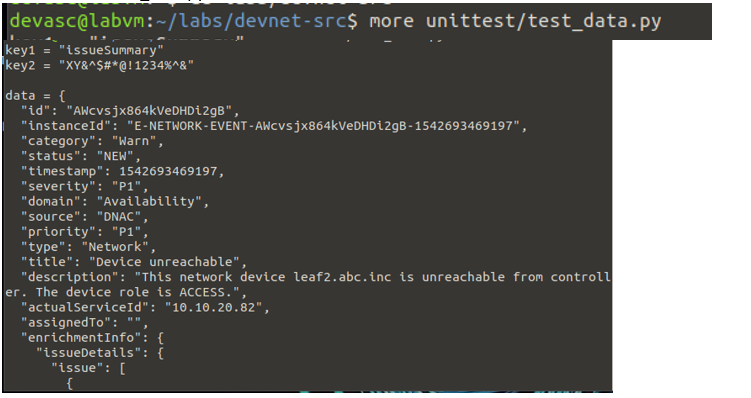 devasc@labvm:~/labs/devnet-src$ more unittest/test_data.py
key1 = "issueSummary"
key2 = "XY&^$#*@!1234%^&"
data = {
"id": "AWcvsjx864kVeDHDi2gB",
"instanceId": "E-NETWORK-EVENT-AWcvsjx864kVeDHDi2gB-1542693469197",
"category": "Warn",
"status": "NEW",
"timestamp": 1542693469197,
"severity": "P1",
"domain": "Availability",
"source": "DNAC",
"priority": "P1",
"type": "Network",
"title": "Device unreachable",
"description": "This network device leaf2.abc.inc is unreachable from controll
er. The device role is ACCESS.",
"actualServiceId": "10.10.20.82",
"assignedTo": "",
"enrichmentInfo": {
"issueDetails": {
"issue": [
{